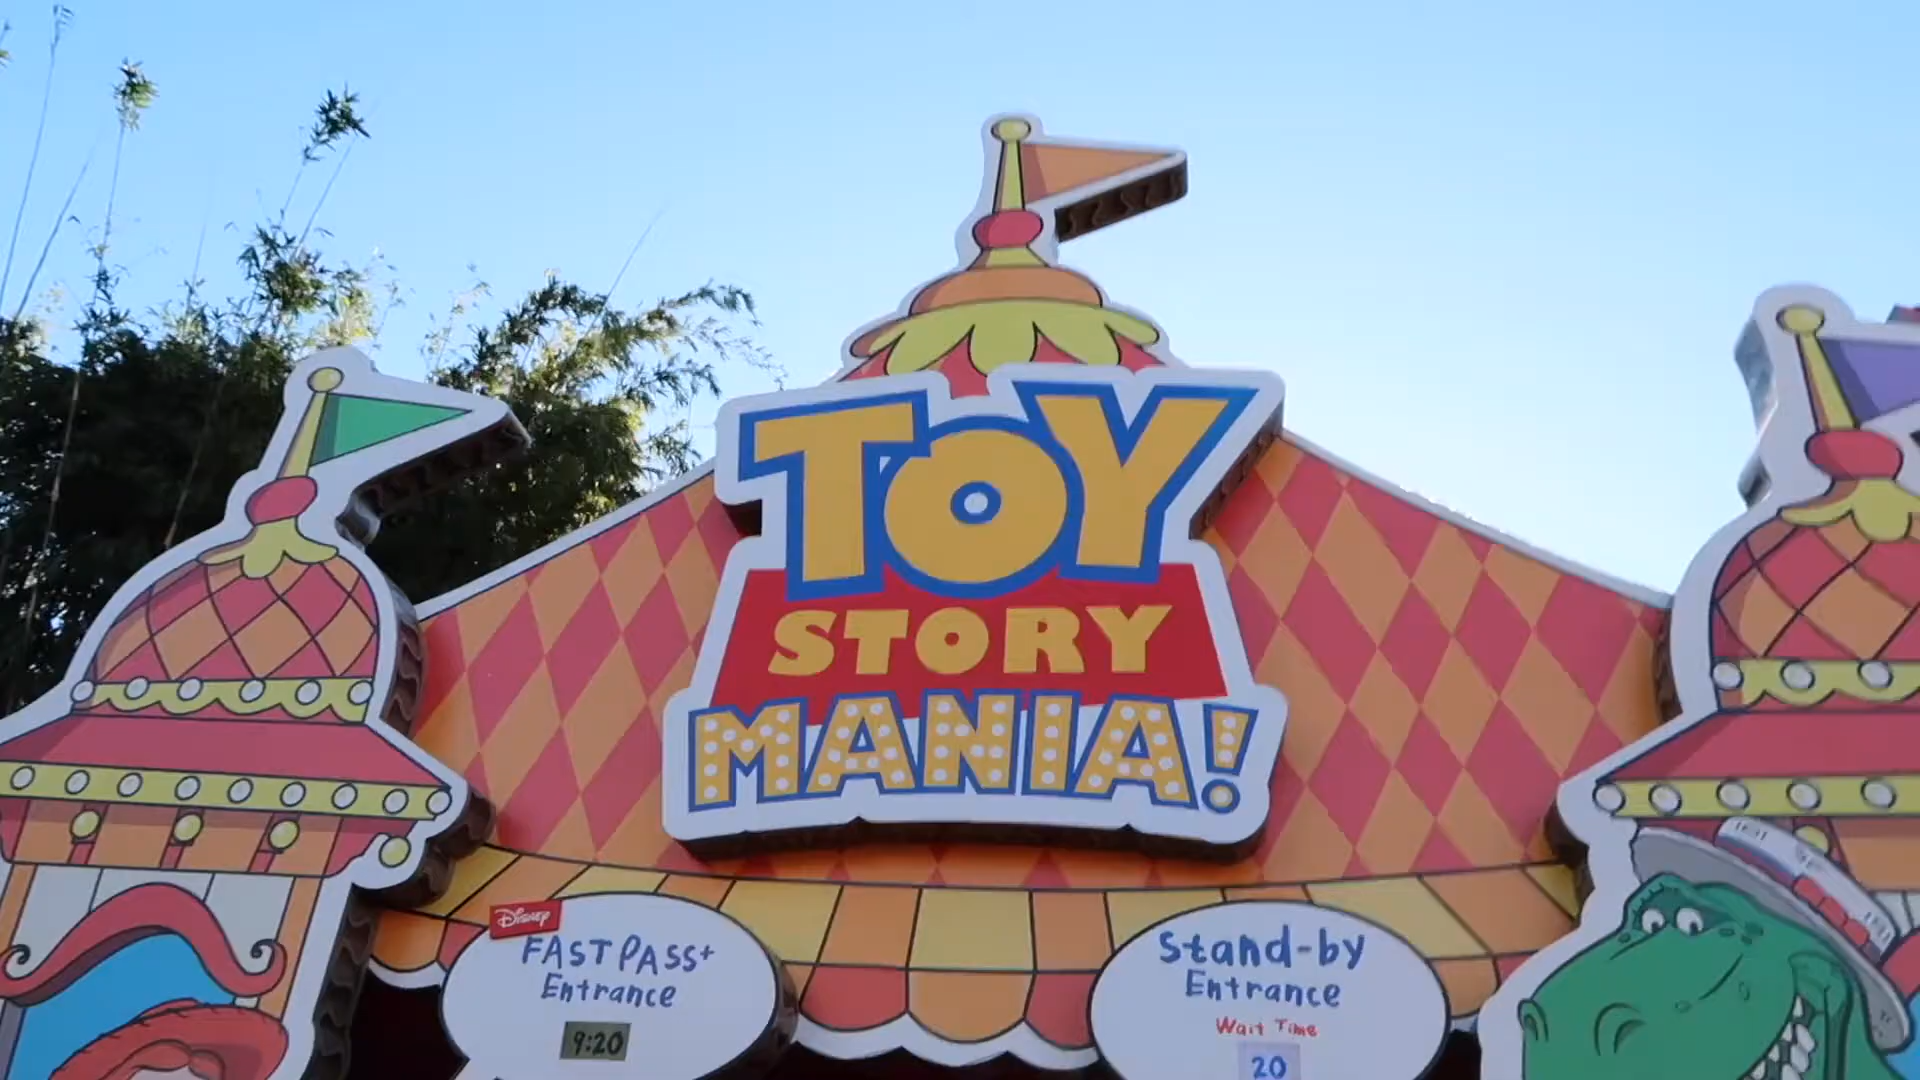 TOY
STORY
MANIA!
Disney
FASTPASS+
Entrance
9:20
Stand-by
Entrance
Wait Time
20